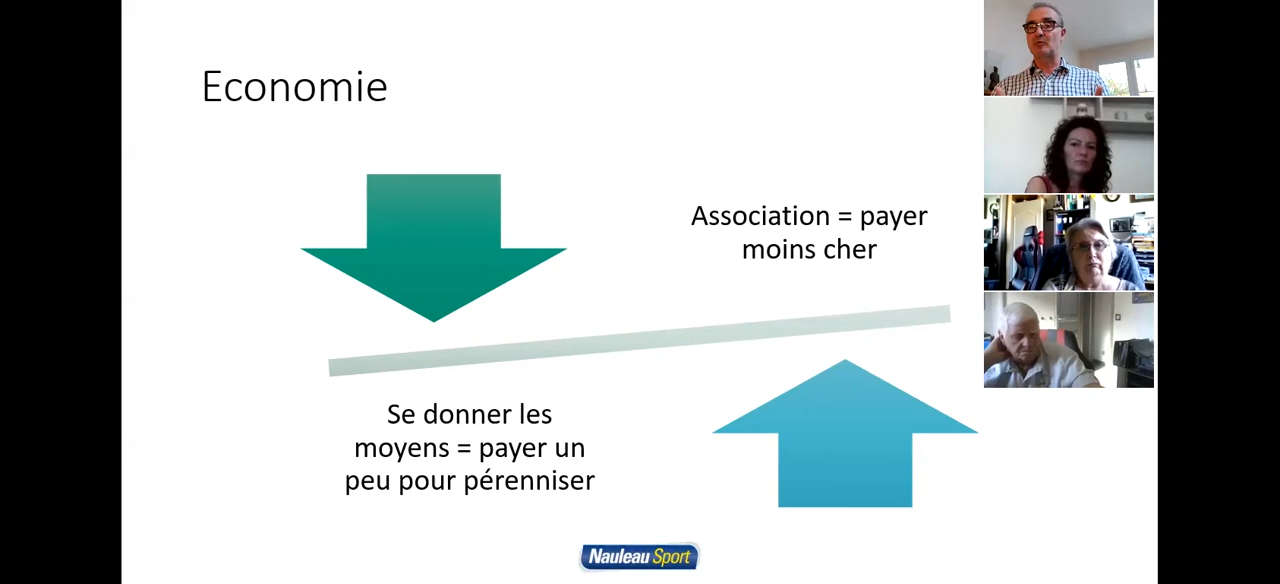 Economie
Association = payer
moins cher
Se donner les
moyens = payer un
peu pour pérenniser
Nauleau Sport